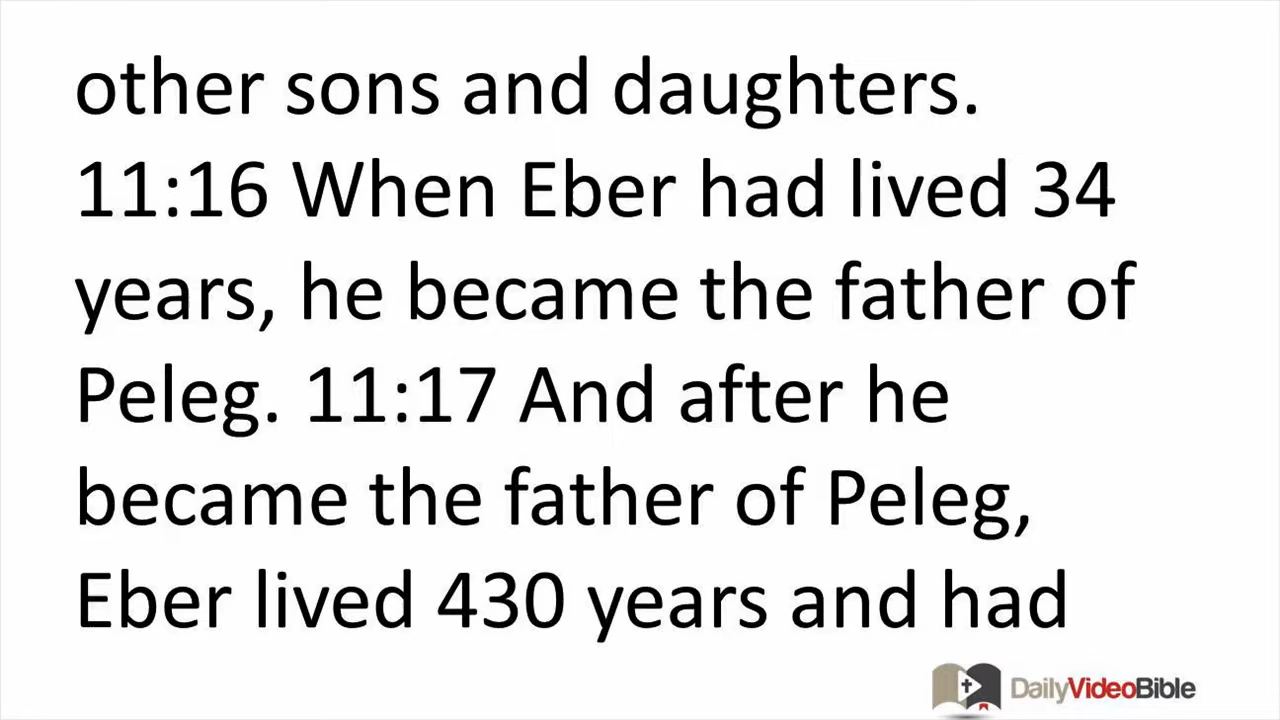 other sons and daughters.
11:16 When Eber had lived 34
years, he became the father of
Peleg. 11:17 And after he
became the father of Peleg,
Eber lived 430 years and had
DailyVideoBible